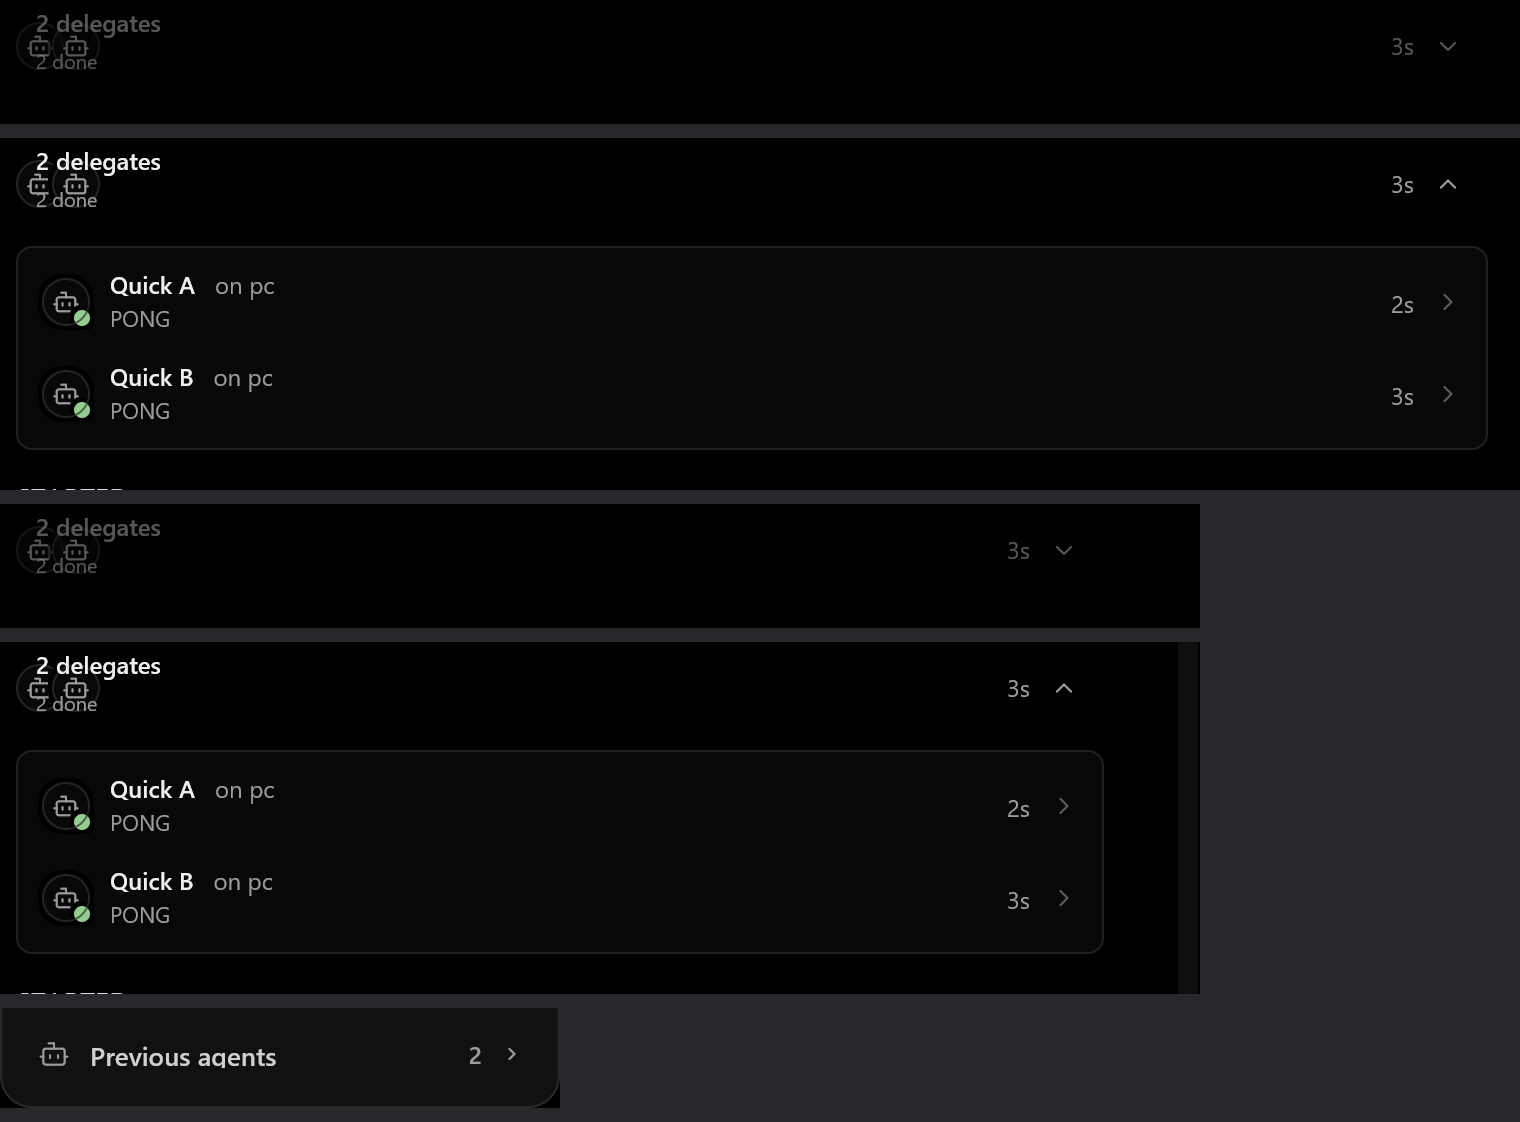 2 delegates
2 done
3s
2 delegates
2 done
3s
Quick A on pc
PONG
2s
Quick B on pc
PONG
3s
2 delegates
2 done
3s
2 delegates
2 done
3s
Quick A on pc
PONG
2s
Quick B on pc
PONG
3s
Previous agents
2